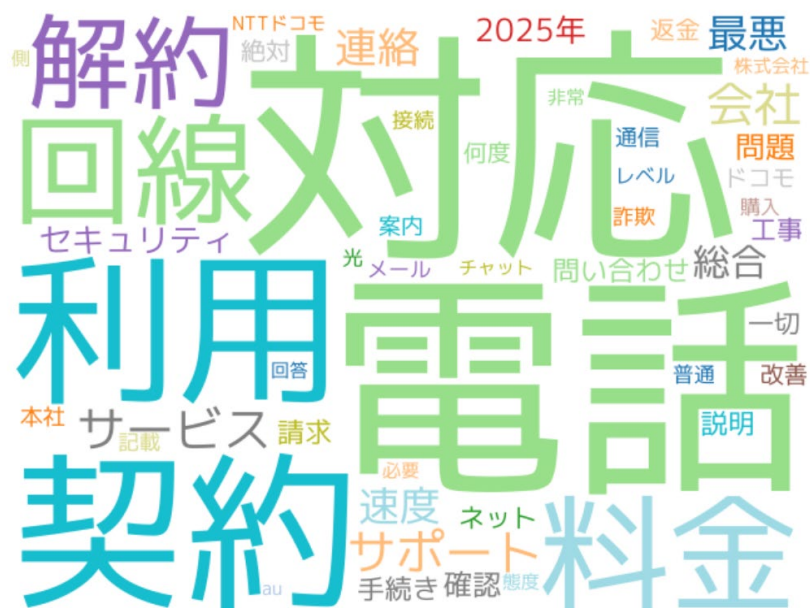 NTTドコモ
2025年
返金
最悪
側
解約
絶対
連絡
株式会社
対応
非常
会社
接続
回線
何度
通信
問題
レベル
ドコモ
詐欺
購入
案内
工事
セキュリティ
光
メール
チャット
問い合わせ
総合
利用
電話
一切
回答
普通
改善
本社
サービス
記載
請求
説明
契約
必要
速度
ネット
料金
サポート
手続き
確認
態度
au